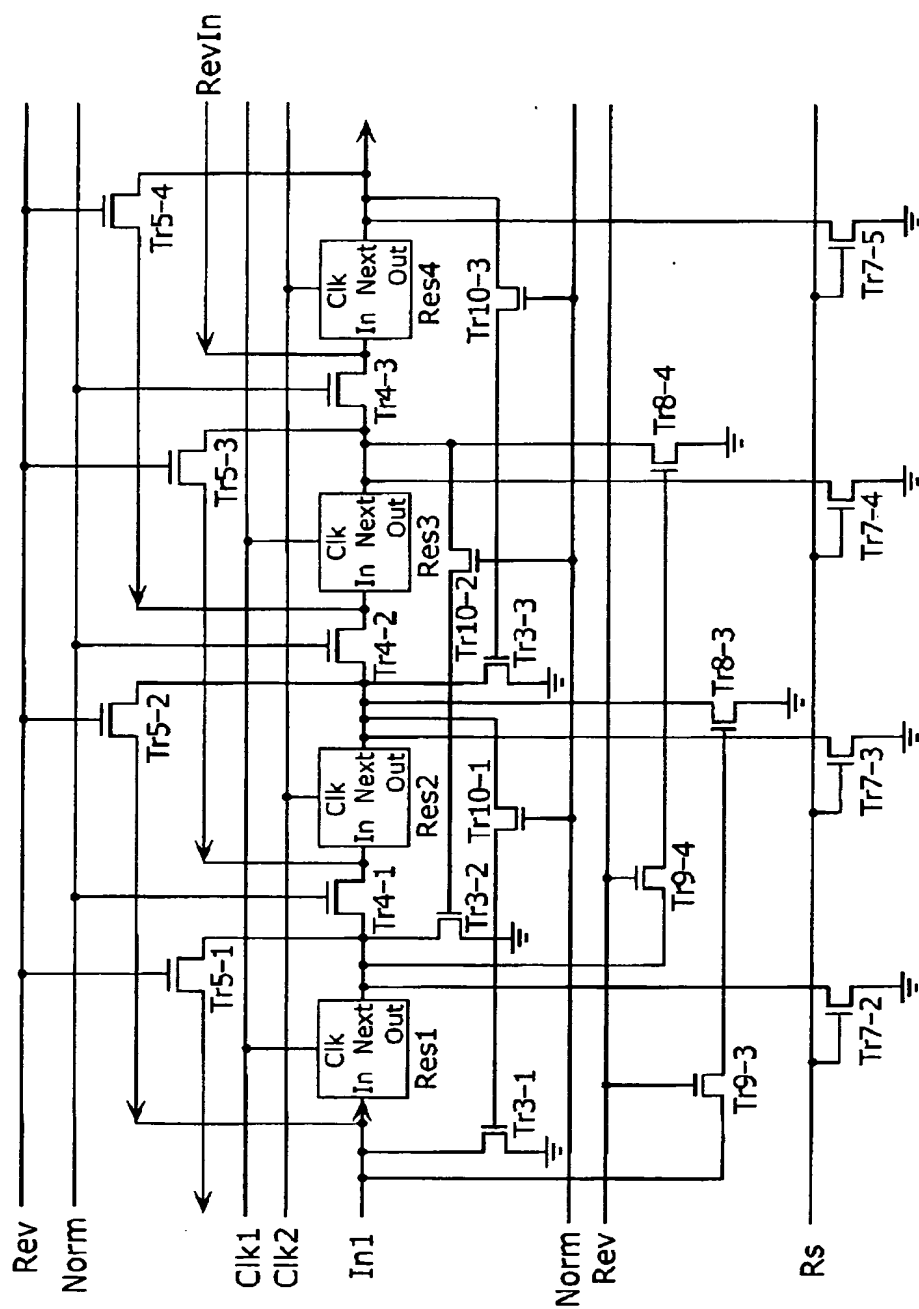 Rev
Norm
RevIn
Clk1
Clk2
In1
Norm
Rev
Rs
Tr5-1
Tr5-2
Tr5-3
Tr5-4
Clk
In Next
Out
Res1
Clk
In Next
Out
Res2
Clk
In Next
Out
Res3
Clk
In Next
Out
Res4
Tr4-1
Tr4-2
Tr4-3
Tr3-1
Tr3-2
Tr10-1
Tr10-2
Tr3-3
Tr10-3
Tr9-3
Tr9-4
Tr8-3
Tr8-4
Tr7-2
Tr7-3
Tr7-4
Tr7-5